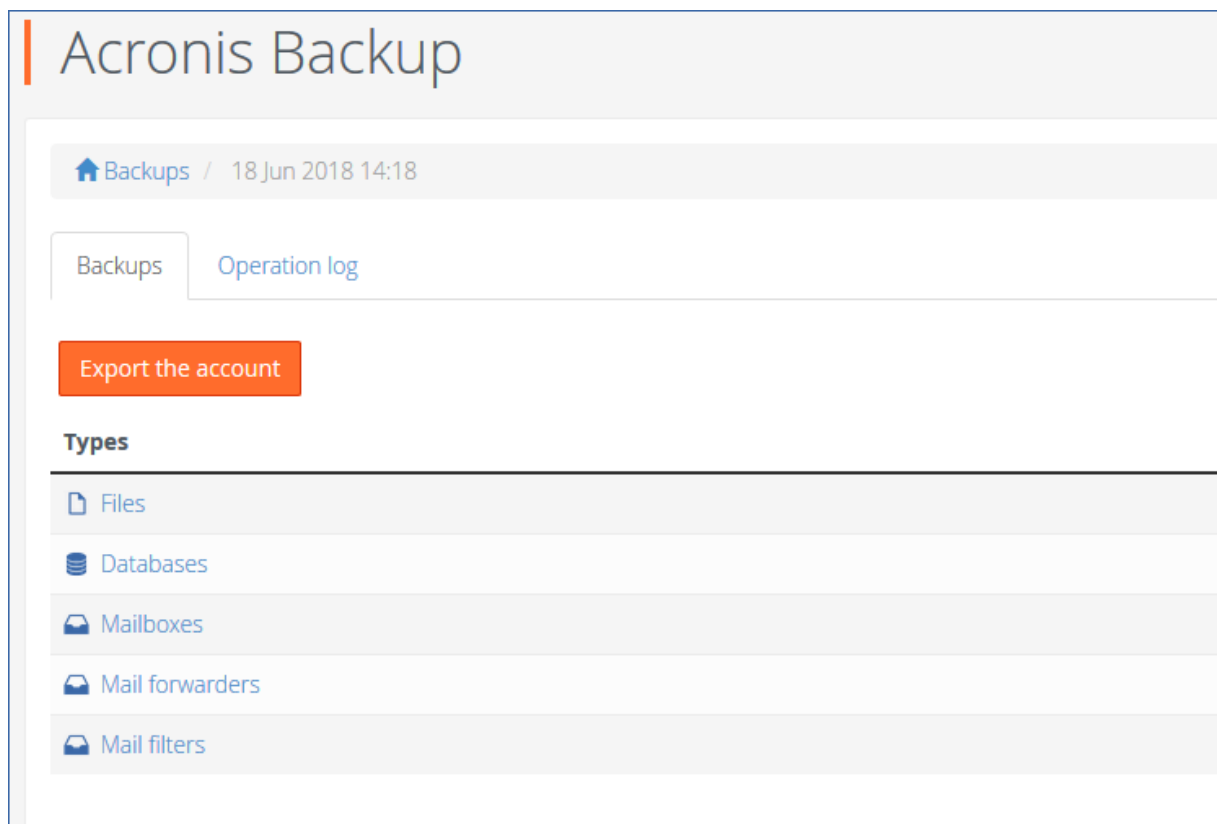 Acronis Backup
Backups / 18 Jun 2018 14:18
Backups Operation log
Export the account
Types
Files
Databases
Mailboxes
Mail forwarders
Mail filters